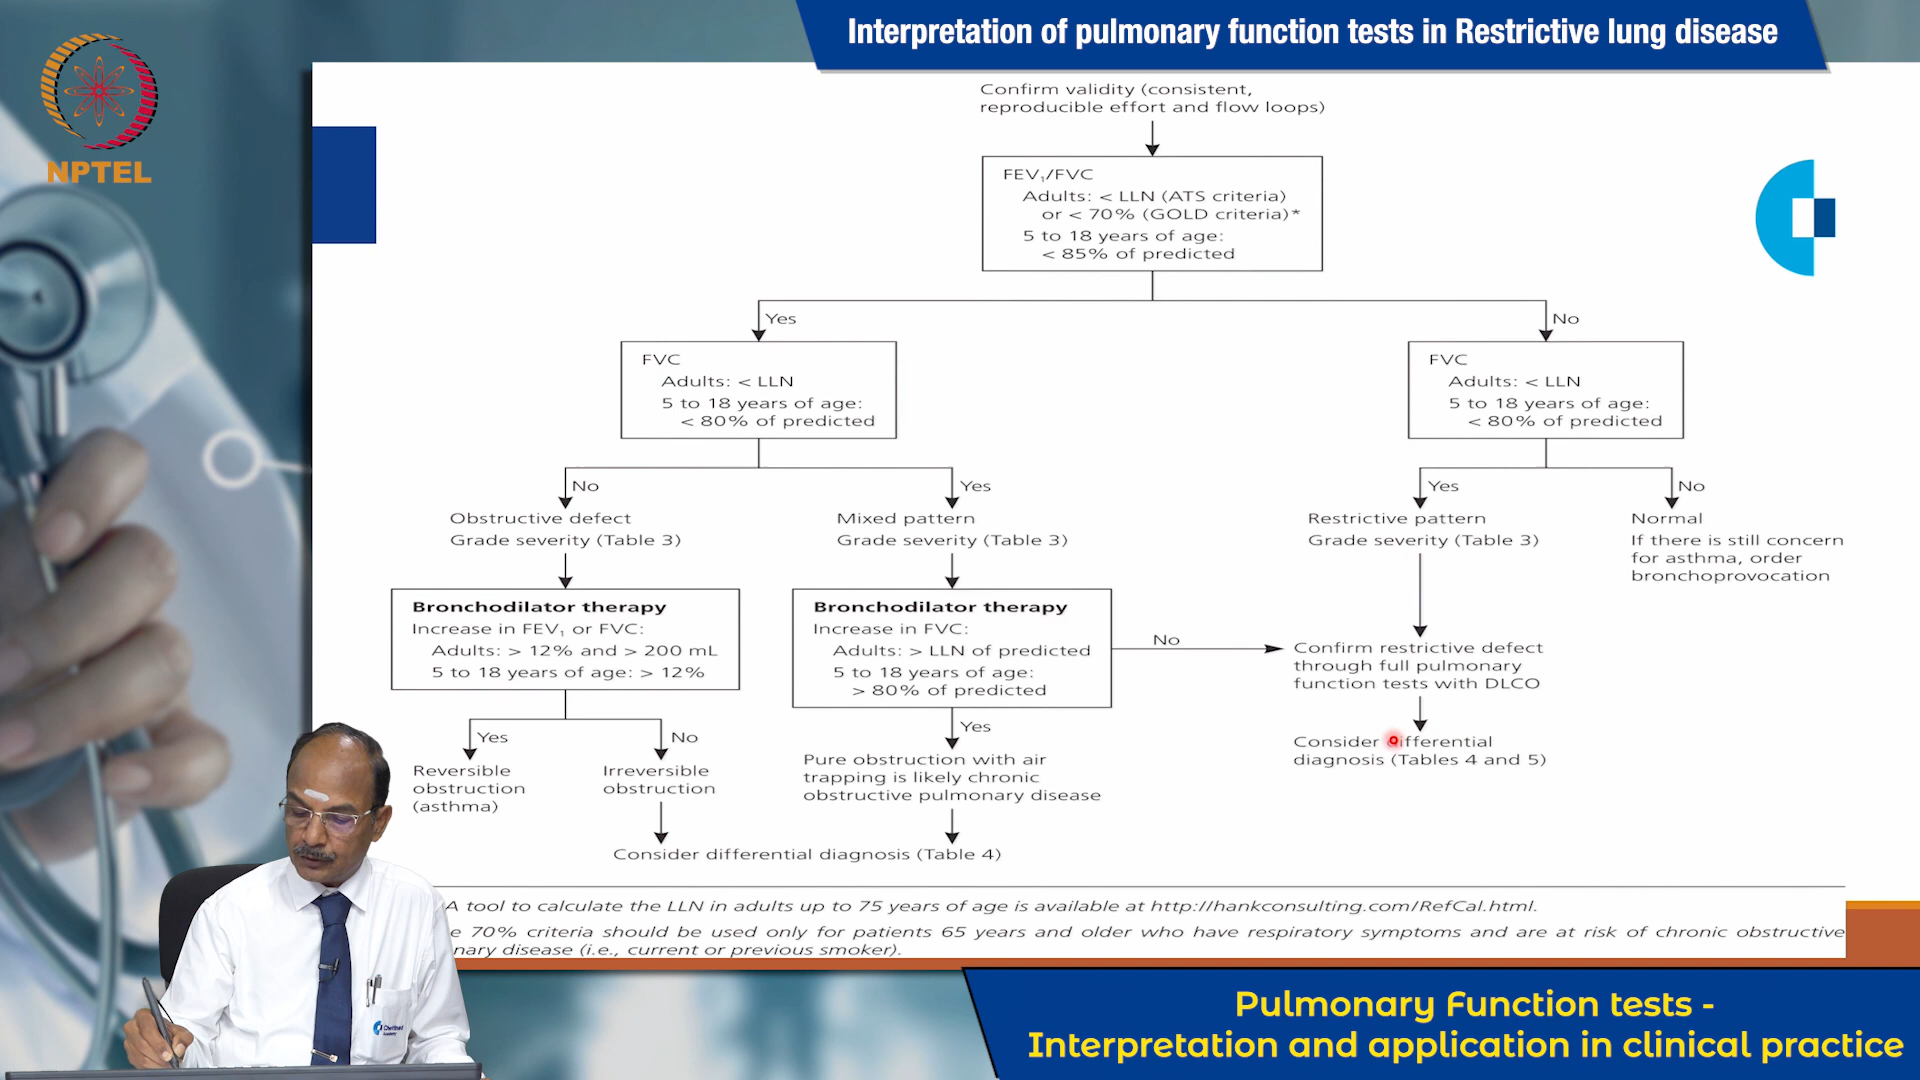 Interpretation of pulmonary function tests in Restrictive lung disease
NPTEL
Confirm validity (consistent,
reproducible effort and flow loops)
FEV₁/FVC
Adults: < LLN (ATS criteria)
or < 70% (GOLD criteria)*
5 to 18 years of age:
< 85% of predicted
Yes
No
FVC
Adults: < LLN
5 to 18 years of age:
< 80% of predicted
FVC
Adults: < LLN
5 to 18 years of age:
< 80% of predicted
No
Yes
Yes
No
Obstructive defect
Grade severity (Table 3)
Mixed pattern
Grade severity (Table 3)
Restrictive pattern
Grade severity (Table 3)
Normal
If there is still concern
for asthma, order
bronchoprovocation
Bronchodilator therapy
Increase in FEV₁ or FVC:
Adults: > 12% and > 200 mL
5 to 18 years of age: > 12%
Bronchodilator therapy
Increase in FVC:
Adults: > LLN of predicted
5 to 18 years of age:
> 80% of predicted
No
Confirm restrictive defect
through full pulmonary
function tests with DLCO
Yes
No
Yes
Consider differential
diagnosis (Tables 4 and 5)
Reversible
obstruction
(asthma)
Irreversible
obstruction
Pure obstruction with air
trapping is likely chronic
obstructive pulmonary disease
Consider differential diagnosis (Table 4)
A tool to calculate the LLN in adults up to 75 years of age is available at http://hankconsulting.com/RefCal.html.
e 70% criteria should be used only for patients 65 years and older who have respiratory symptoms and are at risk of chronic obstructive
nary disease (i.e., current or previous smoker).
Pulmonary Function tests -
Interpretation and application in clinical practice